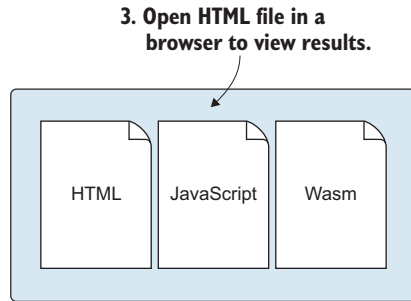 3. Open HTML file in a
browser to view results.
HTML
JavaScript
Wasm